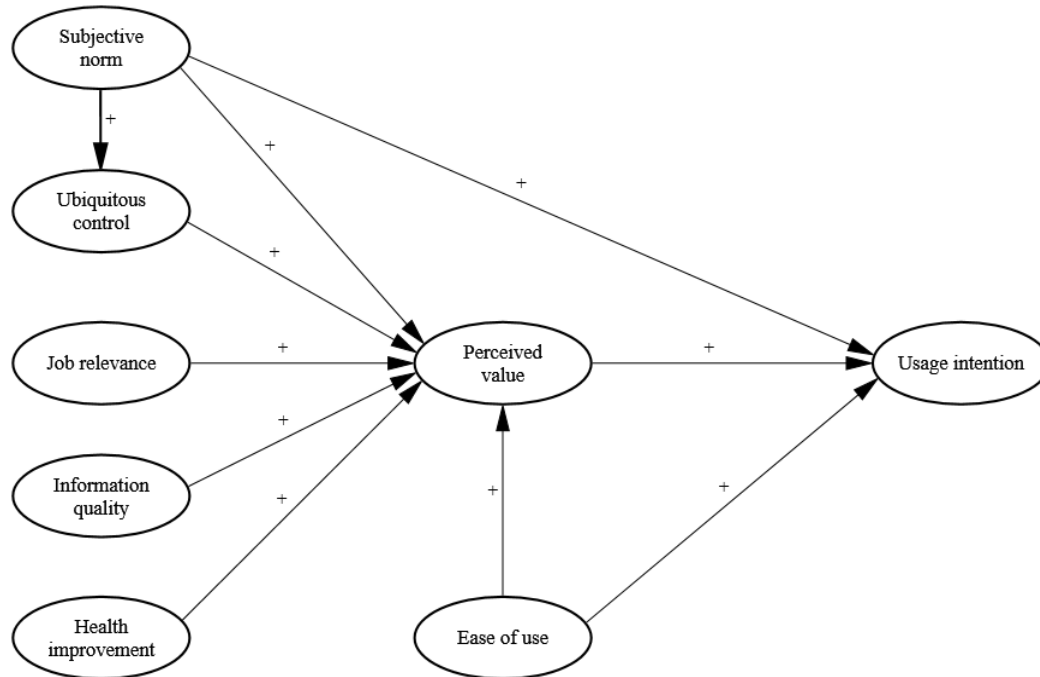 Subjective
norm
+
+
+
Ubiquitous
control
+
Job relevance
+
Perceived
value
+
Usage intention
+
Information
quality
+
+
+
Health
improvement
Ease of use